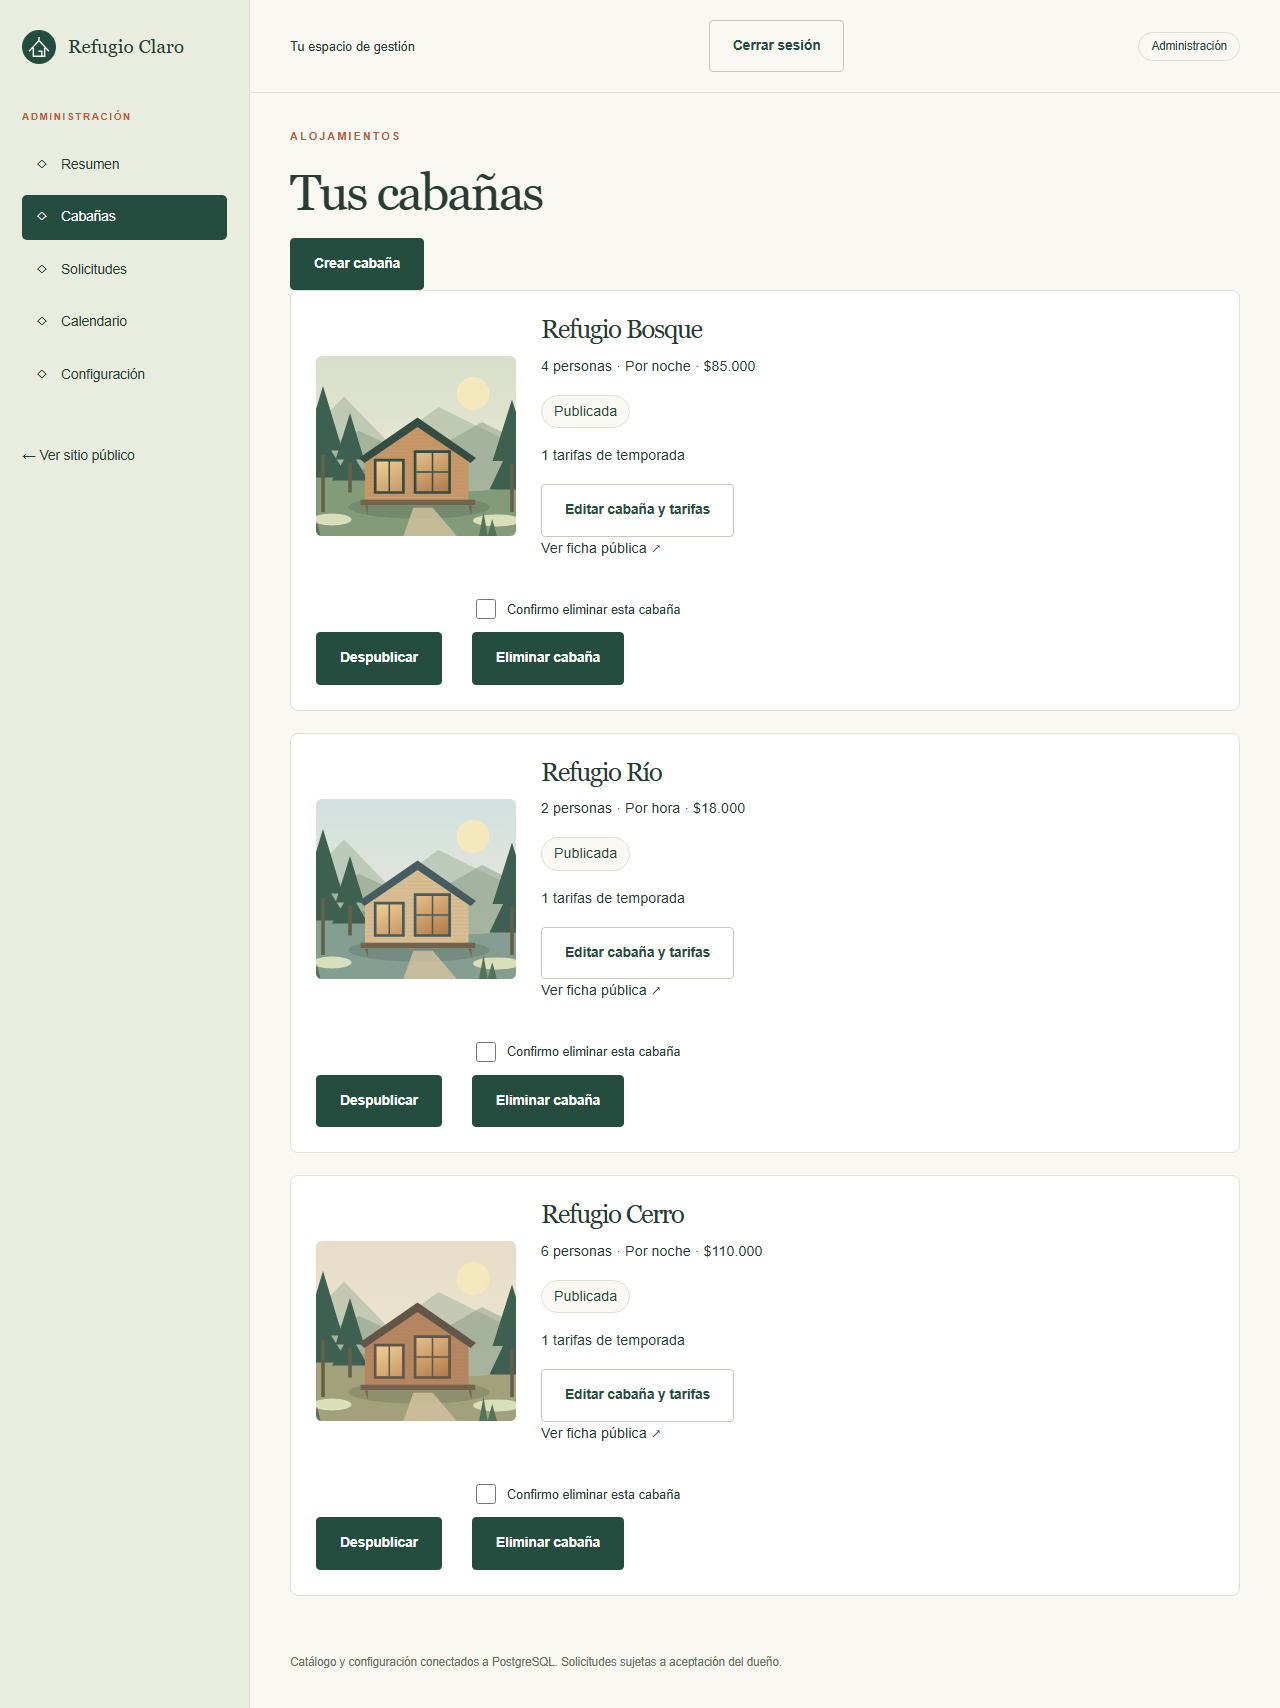 Refugio Claro
ADMINISTRACIÓN
Resumen
Cabañas
Solicitudes
Calendario
Configuración
← Ver sitio público
Tu espacio de gestión
Cerrar sesión
Administración
ALOJAMIENTOS
Tus cabañas
Crear cabaña
Refugio Bosque
4 personas · Por noche · $85.000
Publicada
1 tarifas de temporada
Editar cabaña y tarifas
Ver ficha pública ↗
Confirmo eliminar esta cabaña
Despublicar
Eliminar cabaña
Refugio Río
2 personas · Por hora · $18.000
Publicada
1 tarifas de temporada
Editar cabaña y tarifas
Ver ficha pública ↗
Confirmo eliminar esta cabaña
Despublicar
Eliminar cabaña
Refugio Cerro
6 personas · Por noche · $110.000
Publicada
1 tarifas de temporada
Editar cabaña y tarifas
Ver ficha pública ↗
Confirmo eliminar esta cabaña
Despublicar
Eliminar cabaña
Catálogo y configuración conectados a PostgreSQL. Solicitudes sujetas a aceptación del dueño.